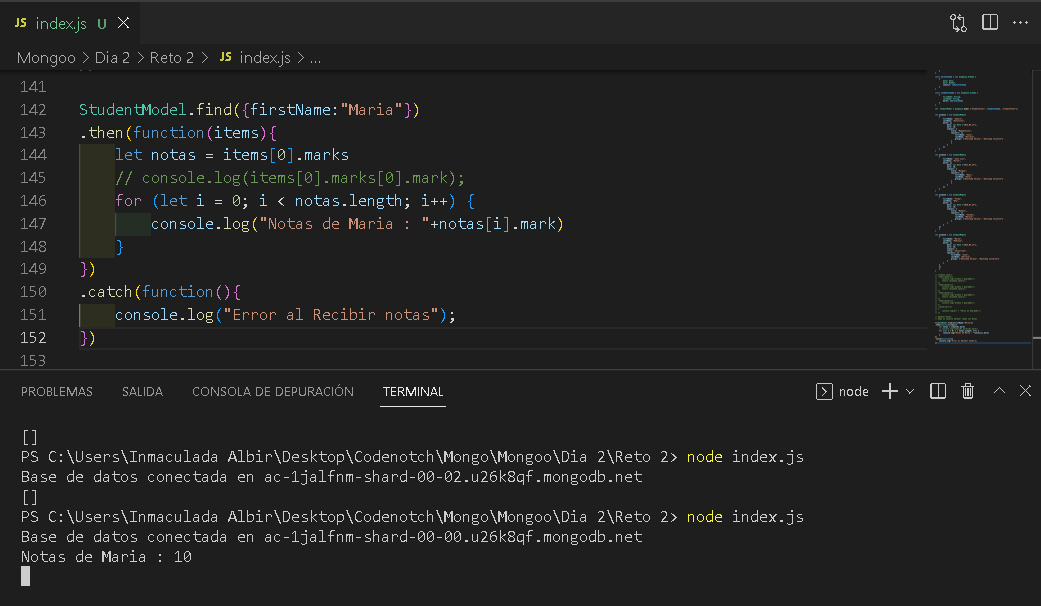 JS index.js U
Mongoo > Dia 2 > Reto 2 > JS index.js > ...
141
142 StudentModel.find({firstName:"Maria"})
143 .then(function(items){
144 let notas = items[0].marks
145 // console.log(items[0].marks[0].mark);
146 for (let i = 0; i < notas.length; i++) {
147 console.log("Notas de Maria : "+notas[i].mark)
148 }
149 })
150 .catch(function(){
151 console.log("Error al Recibir notas");
152 })
153
PROBLEMAS SALIDA CONSOLA DE DEPURACIÓN TERMINAL node
[]
PS C:\Users\Inmaculada Albir\Desktop\Codenotch\Mongo\Mongoo\Dia 2\Reto 2> node index.js
Base de datos conectada en ac-1jalfnm-shard-00-02.u26k8qf.mongodb.net
[]
PS C:\Users\Inmaculada Albir\Desktop\Codenotch\Mongo\Mongoo\Dia 2\Reto 2> node index.js
Base de datos conectada en ac-1jalfnm-shard-00-00.u26k8qf.mongodb.net
Notas de Maria : 10